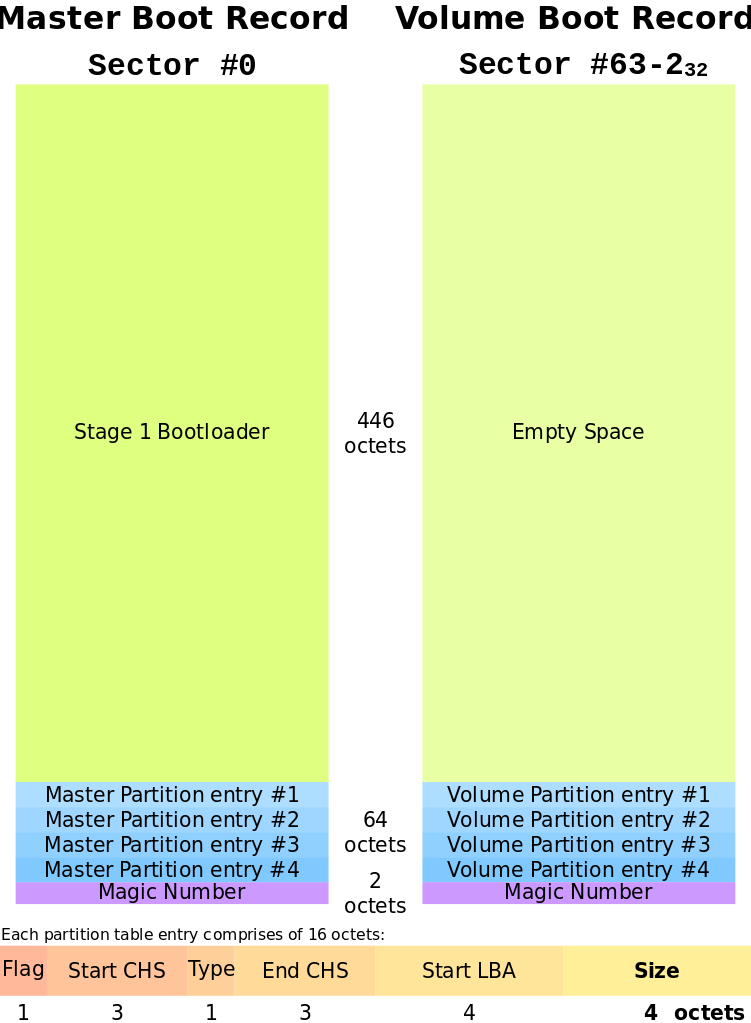 Master Boot Record
Volume Boot Record
Sector #0
Sector #63-2₃₂
Stage 1 Bootloader
446
octets
Empty Space
Master Partition entry #1
Master Partition entry #2
Master Partition entry #3
Master Partition entry #4
Magic Number
64
octets
2
octets
Volume Partition entry #1
Volume Partition entry #2
Volume Partition entry #3
Volume Partition entry #4
Magic Number
Each partition table entry comprises of 16 octets:
Flag Start CHS Type End CHS Start LBA Size
1 3 1 3 4 4 octets